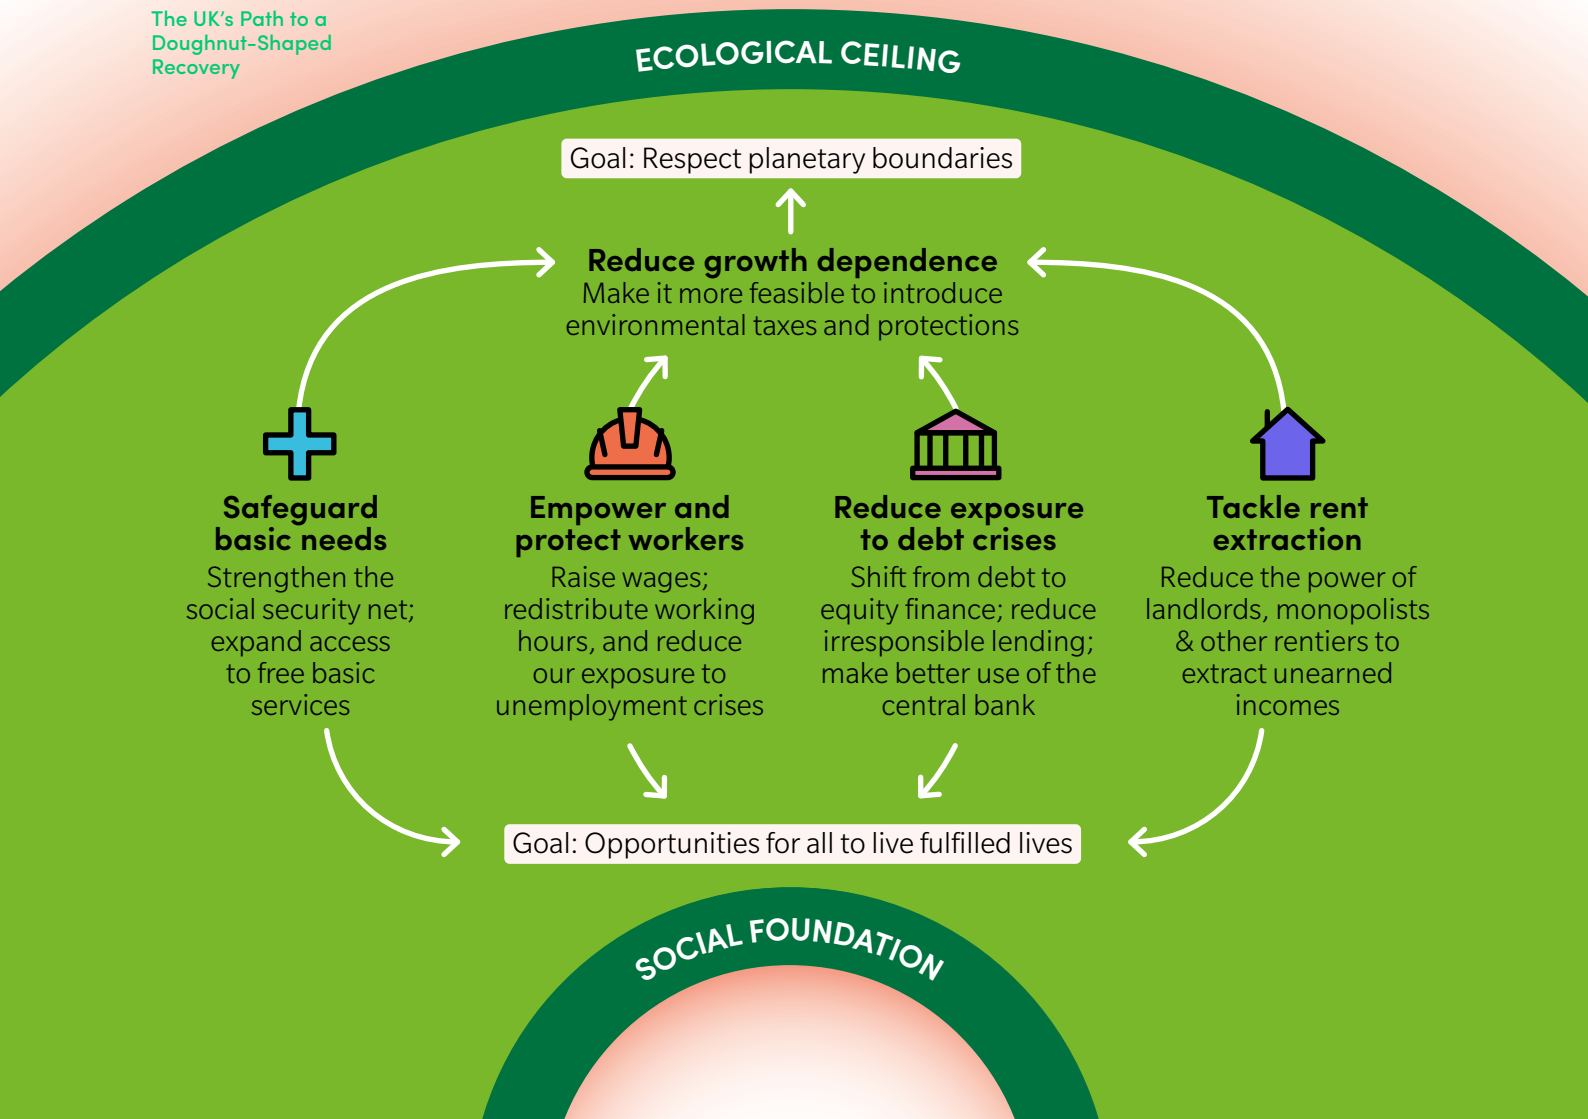 The UK’s Path to a
Doughnut-Shaped
Recovery
ECOLOGICAL CEILING
Goal: Respect planetary boundaries
Reduce growth dependence
Make it more feasible to introduce
environmental taxes and protections
Safeguard
basic needs
Strengthen the
social security net;
expand access
to free basic
services
Empower and
protect workers
Raise wages;
redistribute working
hours, and reduce
our exposure to
unemployment crises
Reduce exposure
to debt crises
Shift from debt to
equity finance; reduce
irresponsible lending;
make better use of the
central bank
Tackle rent
extraction
Reduce the power of
landlords, monopolists
& other rentiers to
extract unearned
incomes
Goal: Opportunities for all to live fulfilled lives
SOCIAL FOUNDATION